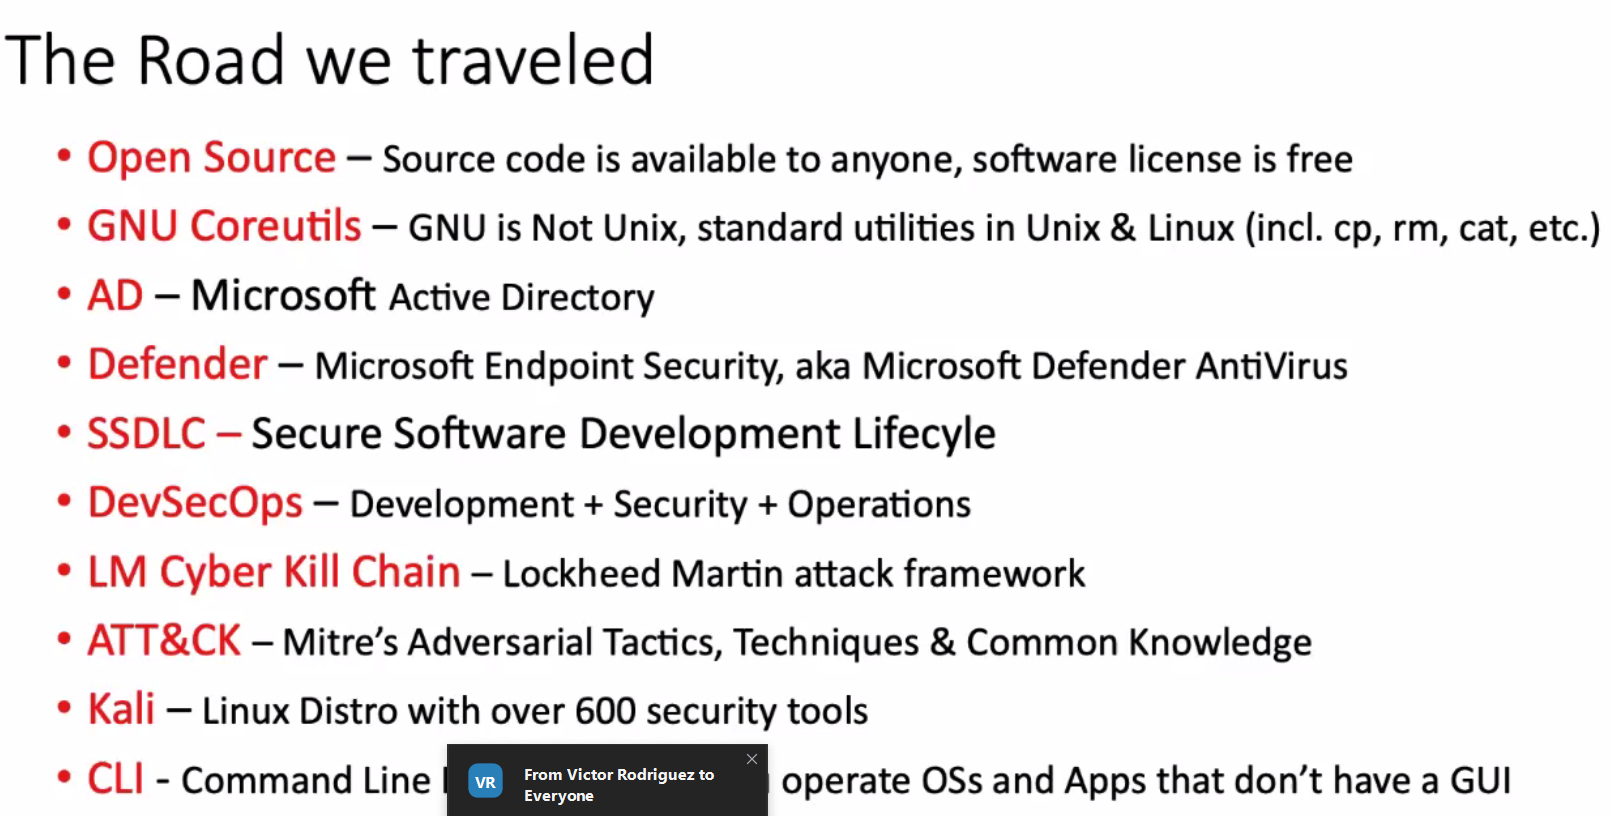 The Road we traveled
• Open Source – Source code is available to anyone, software license is free
• GNU Coreutils – GNU is Not Unix, standard utilities in Unix & Linux (incl. cp, rm, cat, etc.)
• AD – Microsoft Active Directory
• Defender – Microsoft Endpoint Security, aka Microsoft Defender AntiVirus
• SSDLC – Secure Software Development Lifecyle
• DevSecOps – Development + Security + Operations
• LM Cyber Kill Chain – Lockheed Martin attack framework
• ATT&CK – Mitre’s Adversarial Tactics, Techniques & Common Knowledge
• Kali – Linux Distro with over 600 security tools
• CLI - Command Line operate OSs and Apps that don’t have a GUI
VR
From Victor Rodriguez to
Everyone